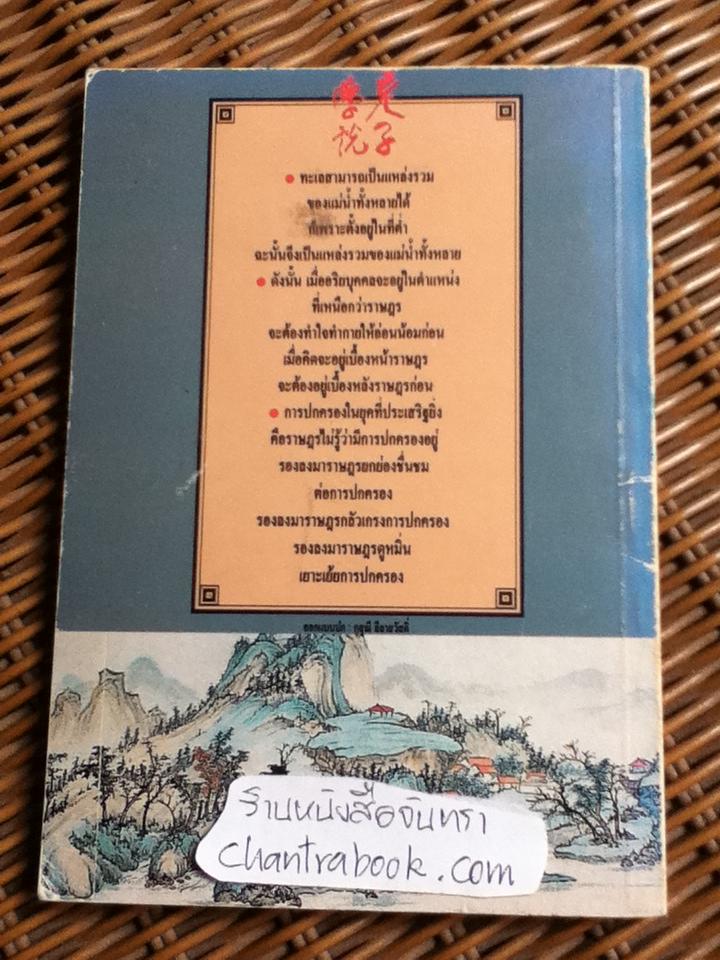 老子
學說
● ทะเลสามารถเป็นแหล่งรวม
ของแม่น้ำทั้งหลายได้
ก็เพราะตั้งอยู่ในที่ต่ำ
ฉะนั้นจึงเป็นแหล่งรวมของแม่น้ำทั้งหลาย
● ดังนั้น เมื่ออริยบุคคลจะอยู่ในตำแหน่ง
ที่เหนือกว่าราษฎร
จะต้องทำใจทำกายให้อ่อนน้อมก่อน
เมื่อคิดจะอยู่เบื้องหน้าราษฎร
จะต้องอยู่เบื้องหลังราษฎรก่อน
● การปกครองในยุคที่ประเสริฐยิ่ง
คือราษฎรไม่รู้ว่ามีการปกครองอยู่
รองลงมาราษฎรยกย่องชื่นชม
ต่อการปกครอง
รองลงมาราษฎรกลัวเกรงการปกครอง
รองลงมาราษฎรดูหมิ่น
เยาะเย้ยการปกครอง
ออกแบบปก :
ร้านหนังสือจันทรา
chantrabook.com